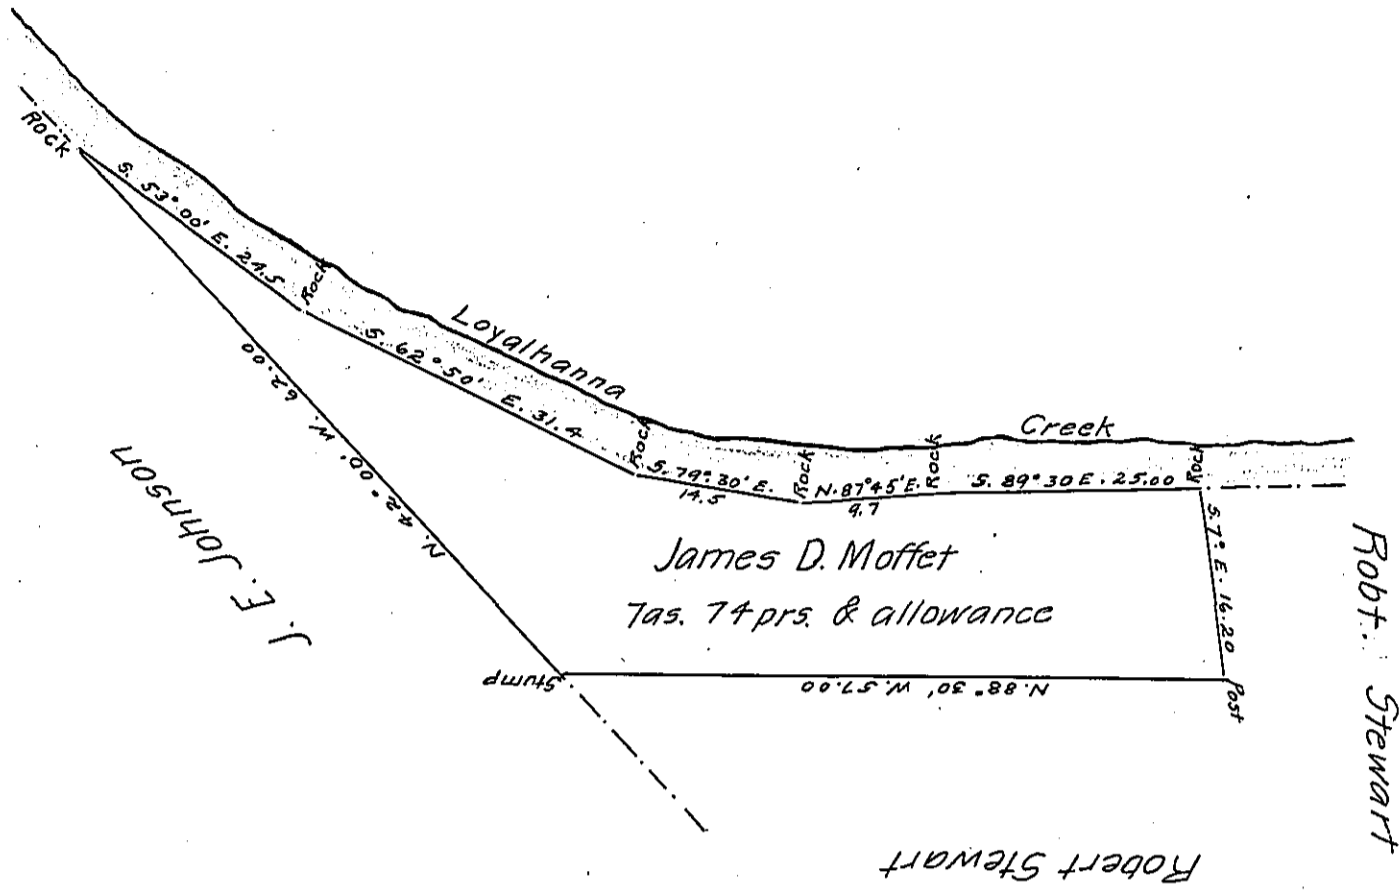 Rock
S. 53° 00' E. 24.5
Rock
Loyalhanna
S. 62° 50' E. 31.4
Rock
S. 79° 30' E.
14.5
Rock
N. 87° 45' E.
9.7
Rock
Creek
S. 89° 30 E. 25.00
Rock
S. 7° E. 16.20
Post
N. 88° 30' W. 57.00
Stump
N. 42° 00' W. 62.00
James D. Moffet
7as. 74prs. & allowance
J. E. Johnson
Robt. Stewart
Robert Stewart